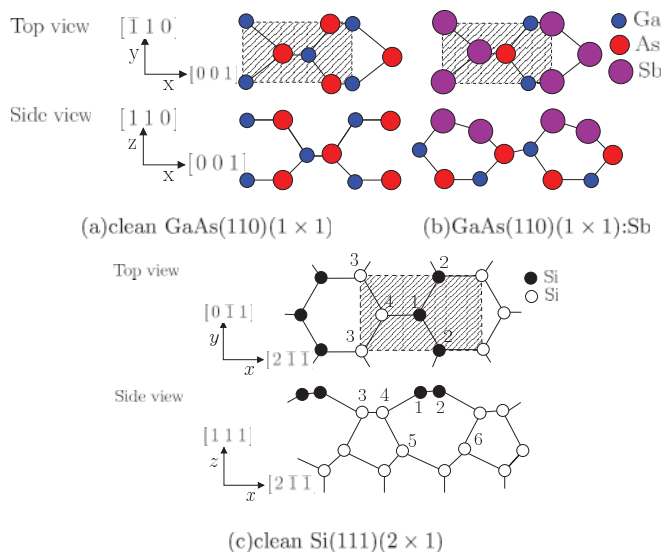 Top view
[1̄ 1 0]
y
x
[0 0 1]
Ga
As
Sb
Side view
[1 1 0]
z
x
[0 0 1]
(a)clean GaAs(110)(1 × 1)
(b)GaAs(110)(1 × 1):Sb
Top view
[0 1̄ 1]
y
x
[2 1̄ 1̄]
3
2
4
1
3
2
Si
Si
Side view
[1 1 1]
z
x
[2 1̄ 1̄]
3 4
1 2
5
6
(c)clean Si(111)(2 × 1)